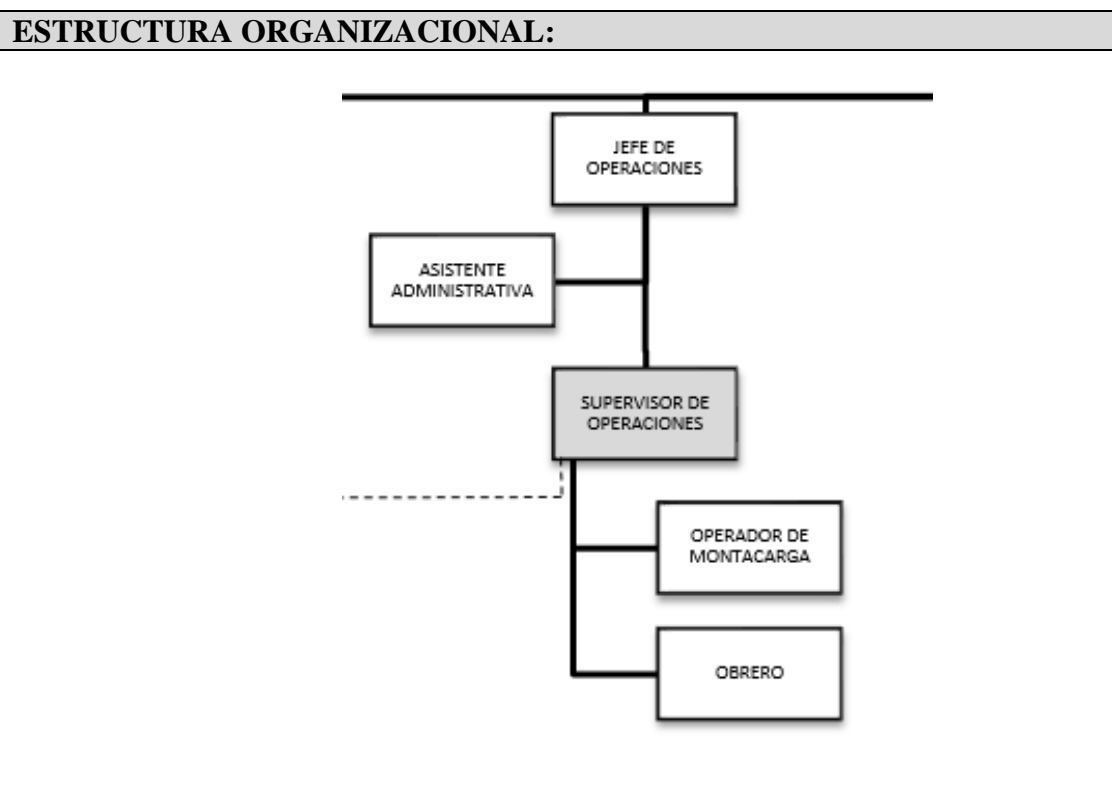 ESTRUCTURA ORGANIZACIONAL:
JEFE DE
OPERACIONES
ASISTENTE
ADMINISTRATIVA
SUPERVISOR DE
OPERACIONES
OPERADOR DE
MONTACARGA
OBRERO